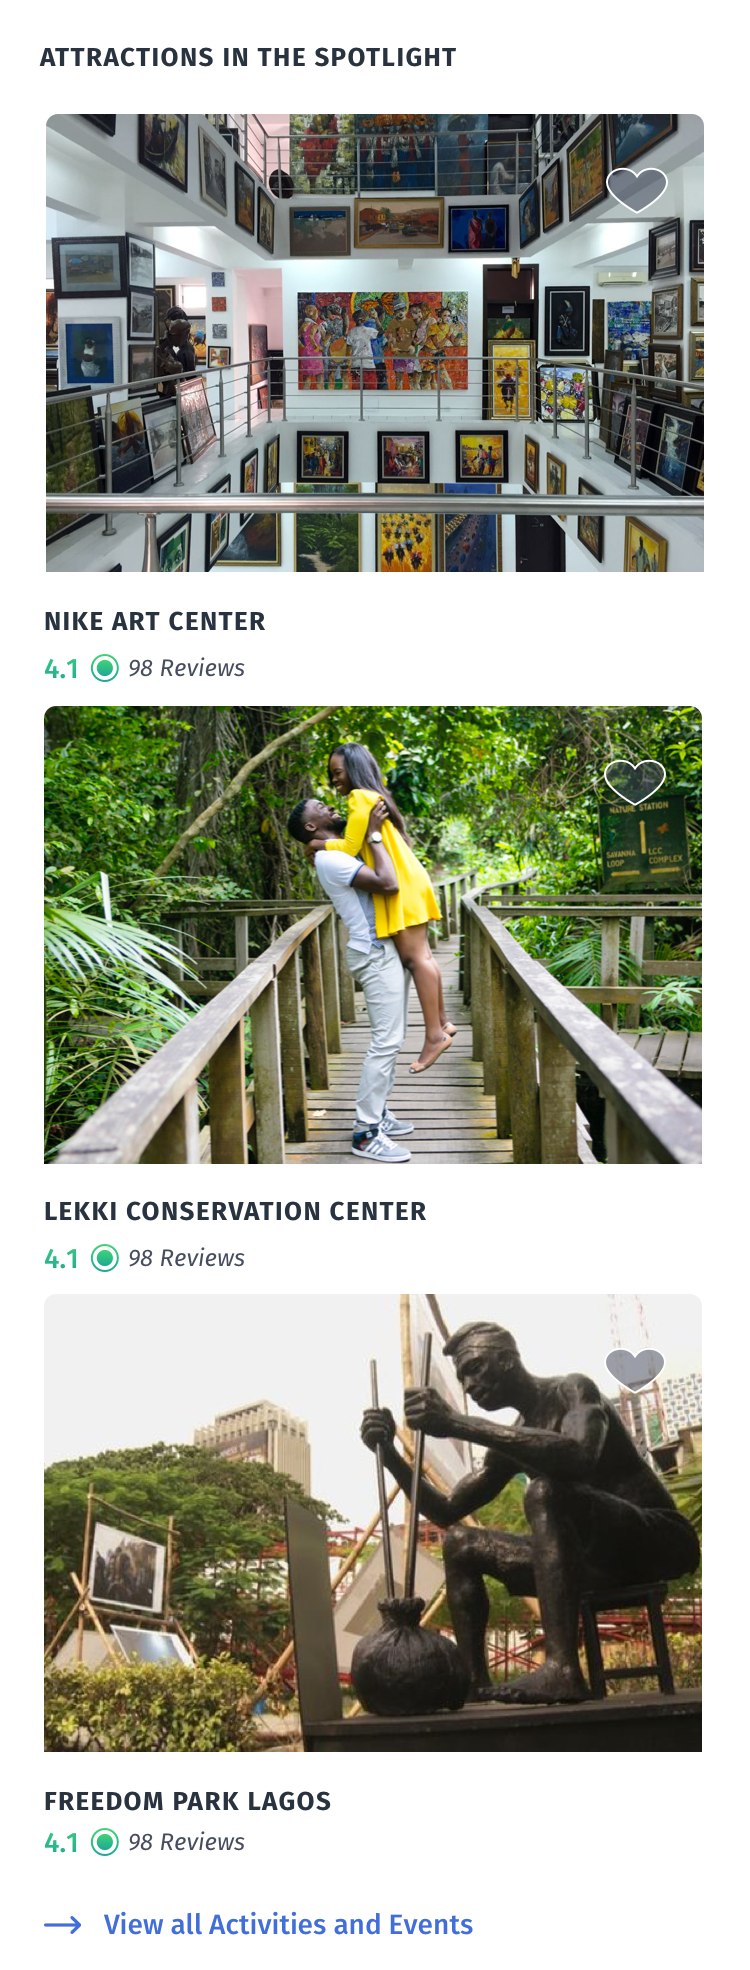 ATTRACTIONS IN THE SPOTLIGHT
NIKE ART CENTER
4.1 98 Reviews
NATURE STATION
SAVANNA LCC
LOOP COMPLEX
LEKKI CONSERVATION CENTER
4.1 98 Reviews
FREEDOM PARK LAGOS
4.1 98 Reviews
View all Activities and Events